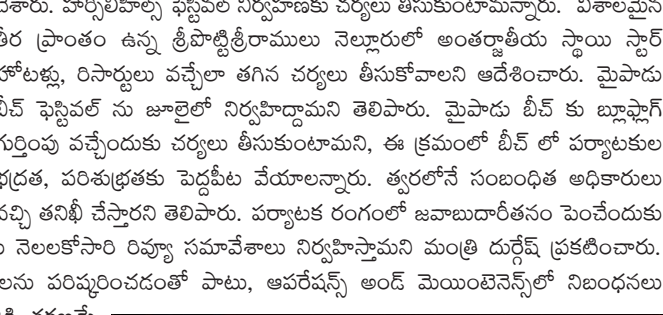 హార్సిలీహిల్స్ ఫెస్టివల్ నిర్వహణకు చర్యలు తీసుకుంటామన్నారు. విశాలమైన
తీర ప్రాంతం ఉన్న శ్రీపొట్టిశ్రీరాములు నెల్లూరులో అంతర్జాతీయ స్థాయి స్టార్
హోటళ్లు, రిసార్టులు వచ్చేలా తగిన చర్యలు తీసుకోవాలని ఆదేశించారు. మైపాడు
బీచ్ ఫెస్టివల్ ను జూలైలో నిర్వహిద్దామని తెలిపారు. మైపాడు బీచ్ కు బ్లూఫ్లాగ్
గుర్తింపు వచ్చేందుకు చర్యలు తీసుకుంటామని, ఈ క్రమంలో బీచ్ లో పర్యాటకుల
భద్రత, పరిశుభ్రతకు పెద్దపీట వేయాలన్నారు. త్వరలోనే సంబంధిత అధికారులు
వచ్చి తనిఖీ చేస్తారని తెలిపారు. పర్యాటక రంగంలో జవాబుదారీతనం పెంచేందుకు
నెలలకోసారి రివ్యూ సమావేశాలు నిర్వహిస్తామని మంత్రి దుర్గేష్ ప్రకటించారు.
లను పరిష్కరించడంతో పాటు, ఆపరేషన్స్ అండ్ మెయింటెనెన్స్‌లో నిబంధనలు